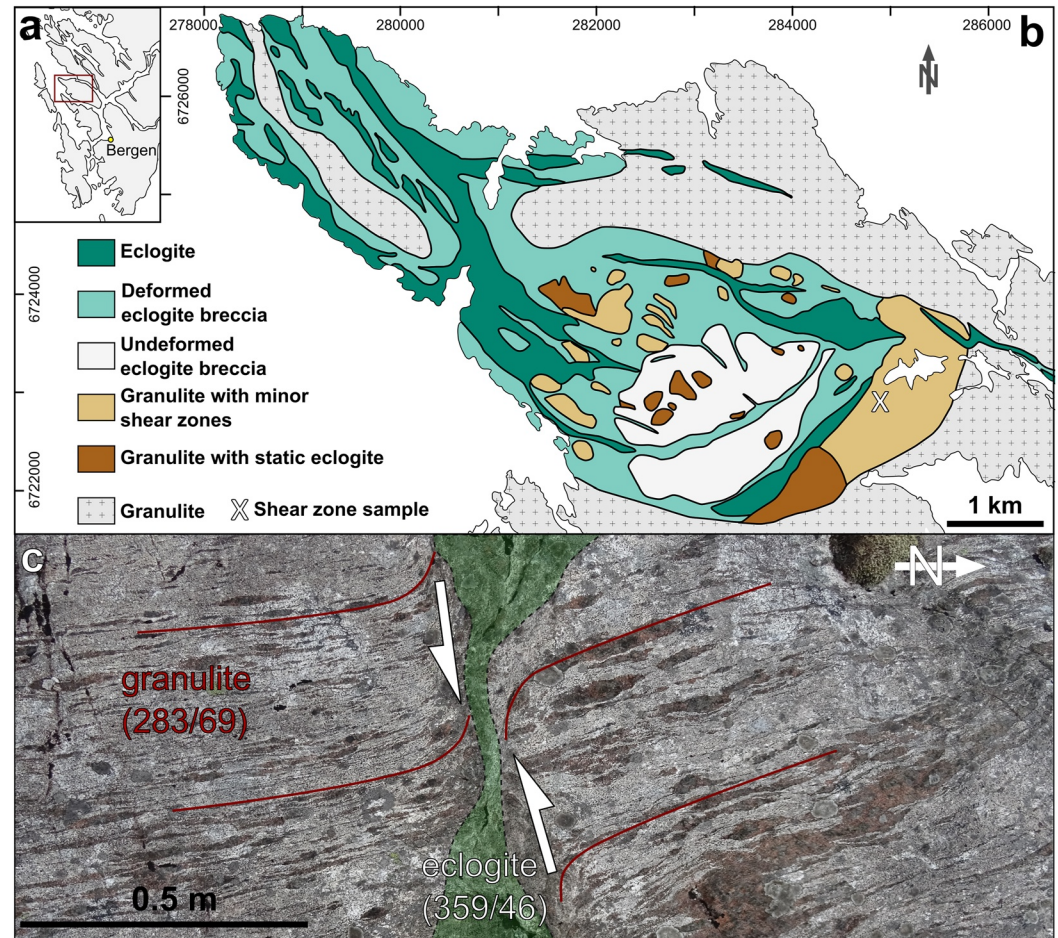 a
278000
280000
282000
284000
286000
b
6726000
N
Bergen
Eclogite
6724000
Deformed
eclogite breccia
Undeformed
eclogite breccia
Granulite with minor
shear zones
Granulite with static eclogite
6722000
Granulite
X Shear zone sample
X
1 km
c
N
granulite
(283/69)
eclogite
(359/46)
0.5 m